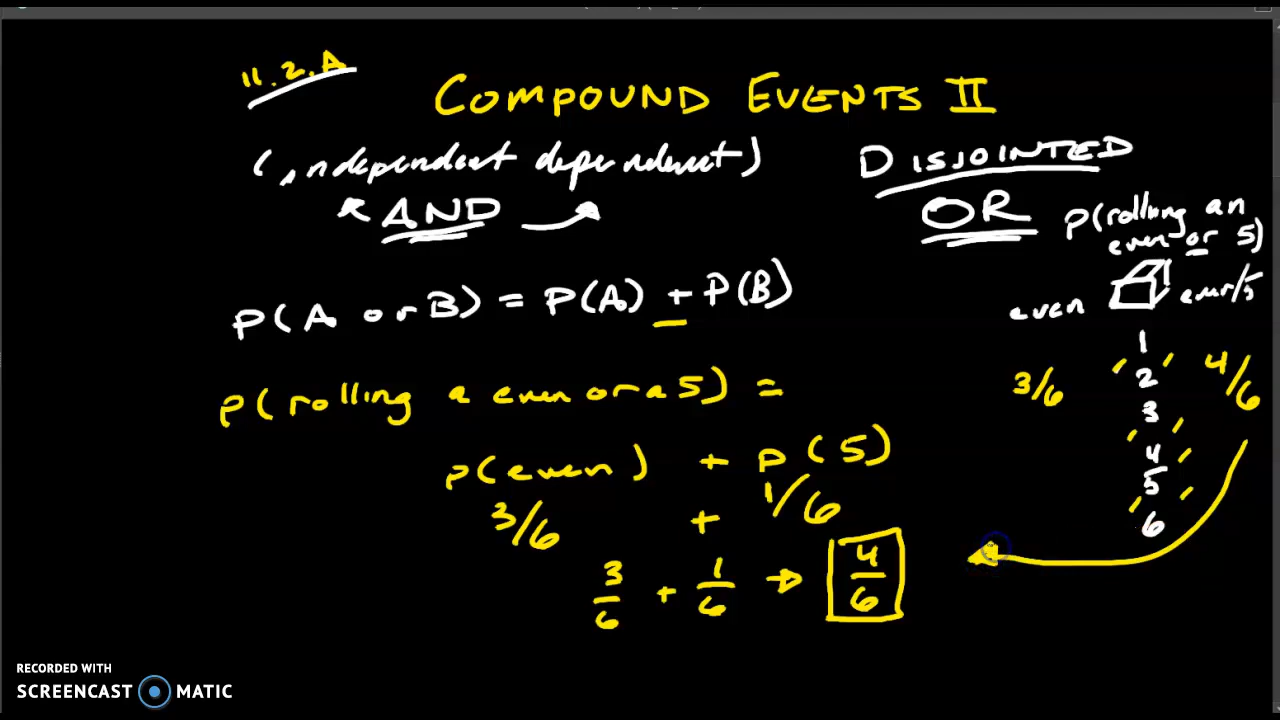 11.2.A
COMPOUND EVENTS II
(independent dependent)
AND
DISJOINTED
OR
P(rolling an
even or 5)
P(A or B) = P(A) + P(B)
even
1
2
3
4
5
6
3/6
4/6
P(rolling a even or a 5) =
P(even) + P(5)
3/6 + 1/6
3/6 + 1/6 → 4/6
RECORDED WITH
SCREENCAST MATIC